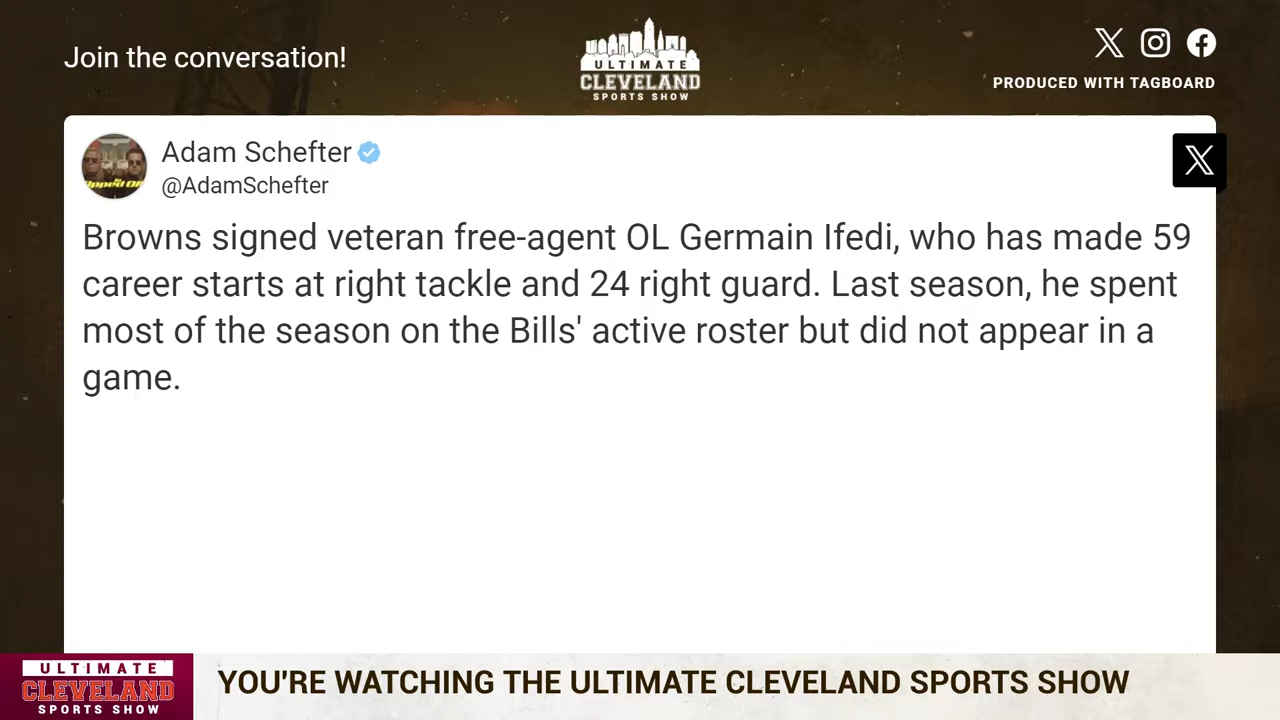 Join the conversation!
ULTIMATE
CLEVELAND
SPORTS SHOW
PRODUCED WITH TAGBOARD
Adam Schefter
@AdamSchefter
Browns signed veteran free-agent OL Germain Ifedi, who has made 59
career starts at right tackle and 24 right guard. Last season, he spent
most of the season on the Bills' active roster but did not appear in a
game.
ULTIMATE
CLEVELAND
SPORTS SHOW
YOU'RE WATCHING THE ULTIMATE CLEVELAND SPORTS SHOW